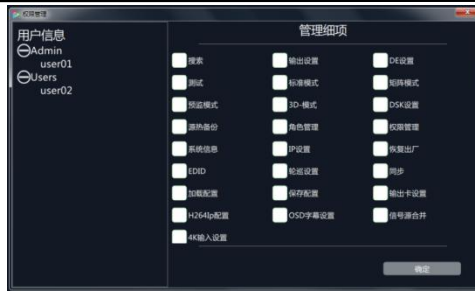 权限管理
用户信息
管理细项
Admin
user01
Users
user02
搜索
输出设置
DE设置
测试
标准模式
矩阵模式
预监模式
3D-模式
DSK设置
源热备份
角色管理
权限管理
系统信息
IP设置
恢复出厂
EDID
轮巡设置
同步
加载配置
保存配置
输出卡设置
H264Ip配置
OSD字幕设置
信号源合并
4K输入设置
确定